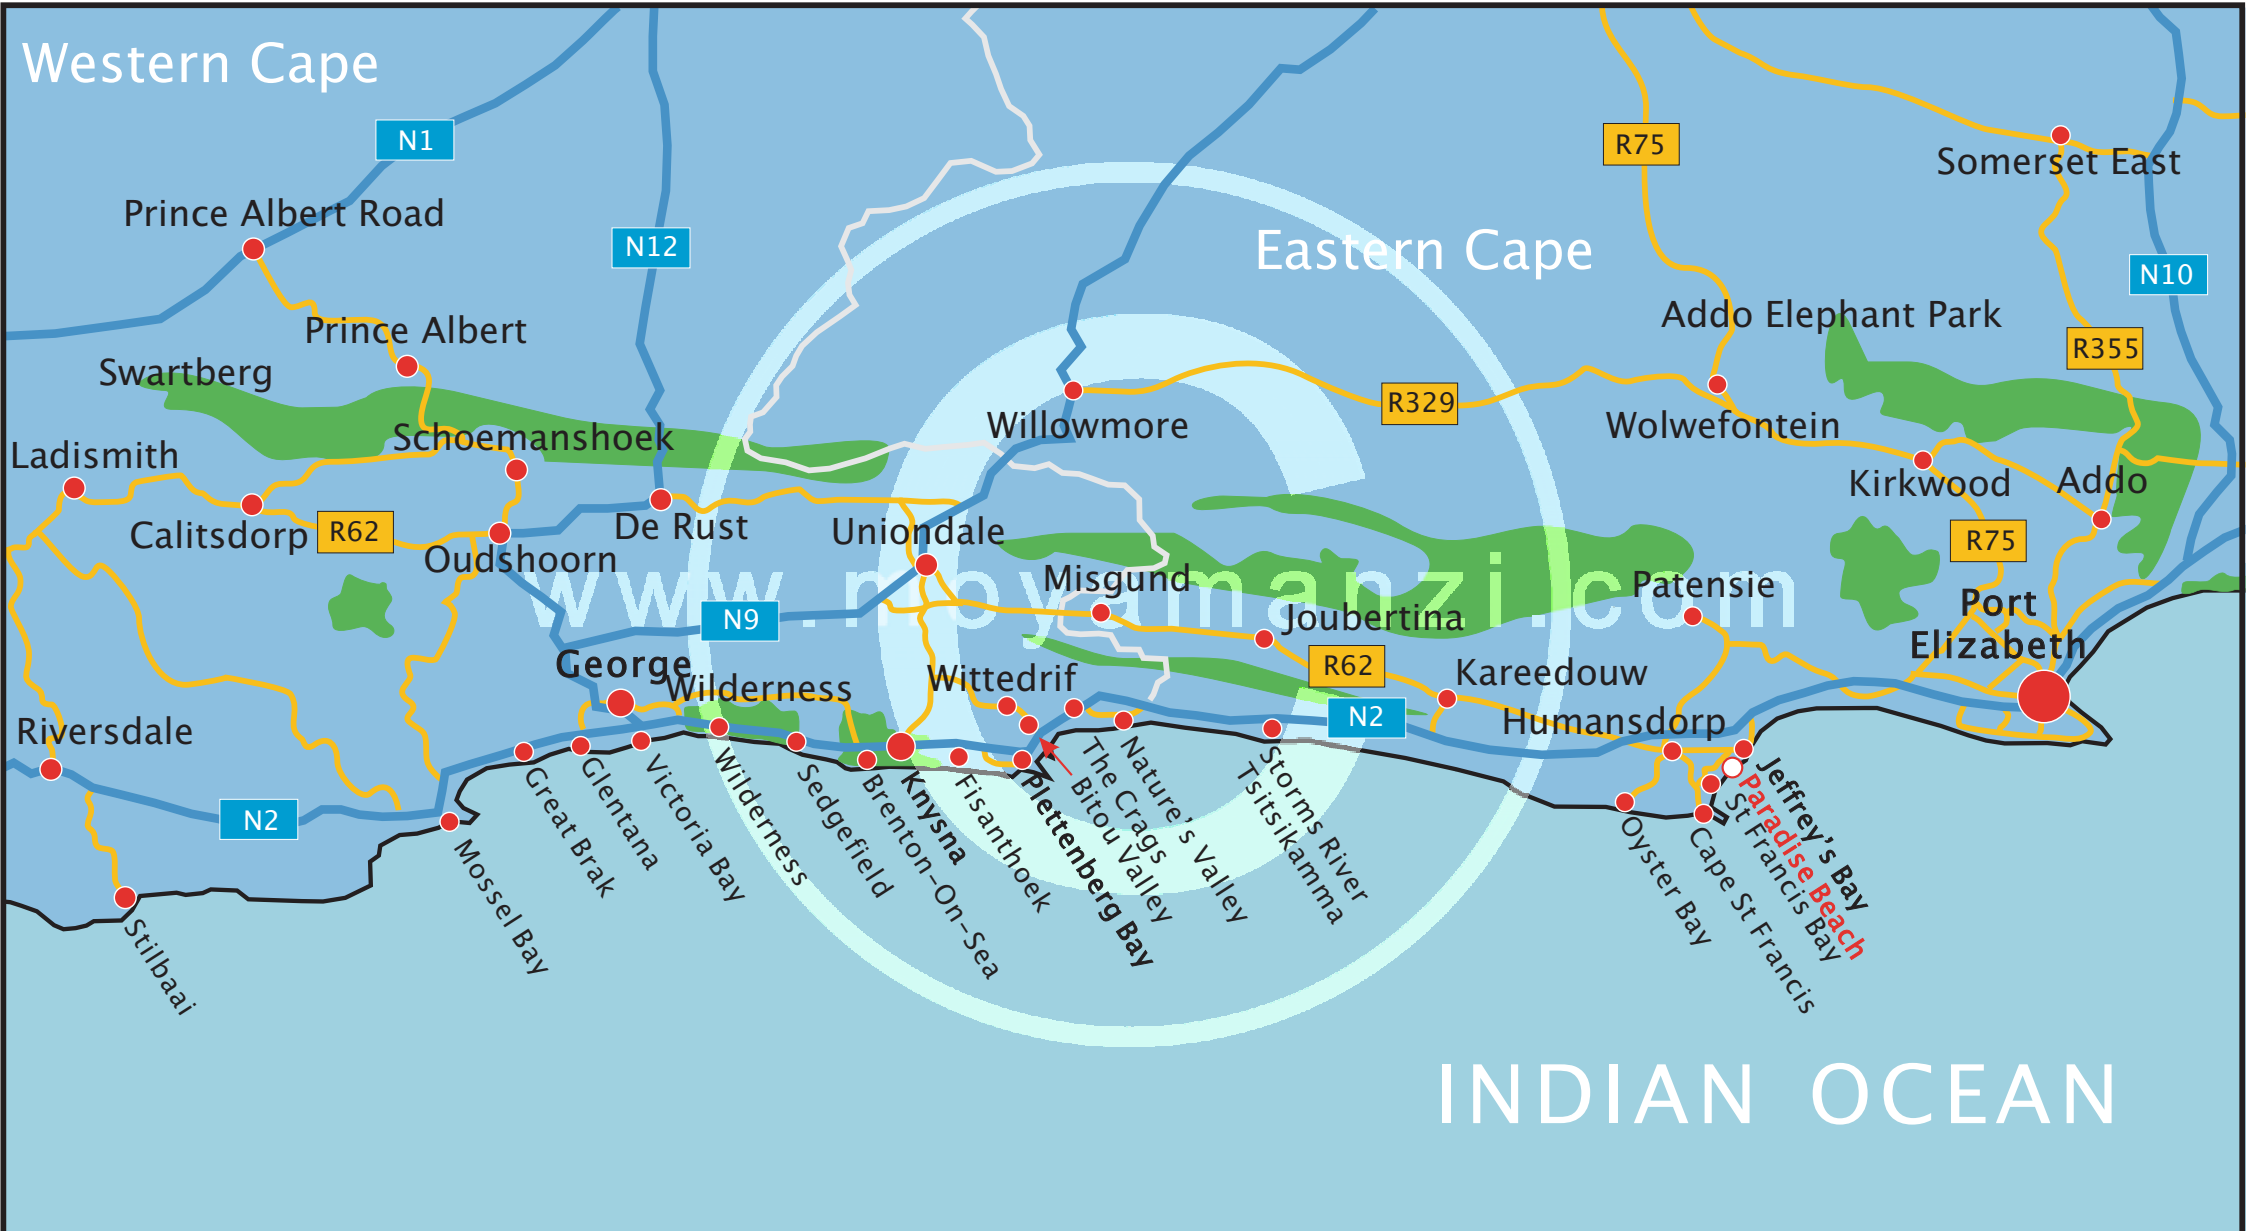 Western Cape
N1
R75
Somerset East
Prince Albert Road
N12
Eastern Cape
N10
Prince Albert
Addo Elephant Park
R355
Swartberg
R329
Willowmore
Wolwefontein
Schoemanshoek
Ladismith
Kirkwood
Addo
Calitsdorp
R62
De Rust
Uniondale
R75
Oudshoorn
www.moyamanzi.com
Misgund
Patensie
Port
Elizabeth
N9
Joubertina
George
Wilderness
Wittedrif
R62
Kareedouw
Riversdale
N2
Humansdorp
N2
Stilbaai
Mossel Bay
Great Brak
Glentana
Victoria Bay
Wilderness
Sedgefield
Brenton-On-Sea
Knysna
Fisanthoek
Plettenberg Bay
Bitou Valley
The Crags
Nature's Valley
Storms River
Tsitsikamma
Oyster Bay
Cape St Francis
St Francis Bay
Paradise Beach
Jeffrey's Bay
INDIAN OCEAN